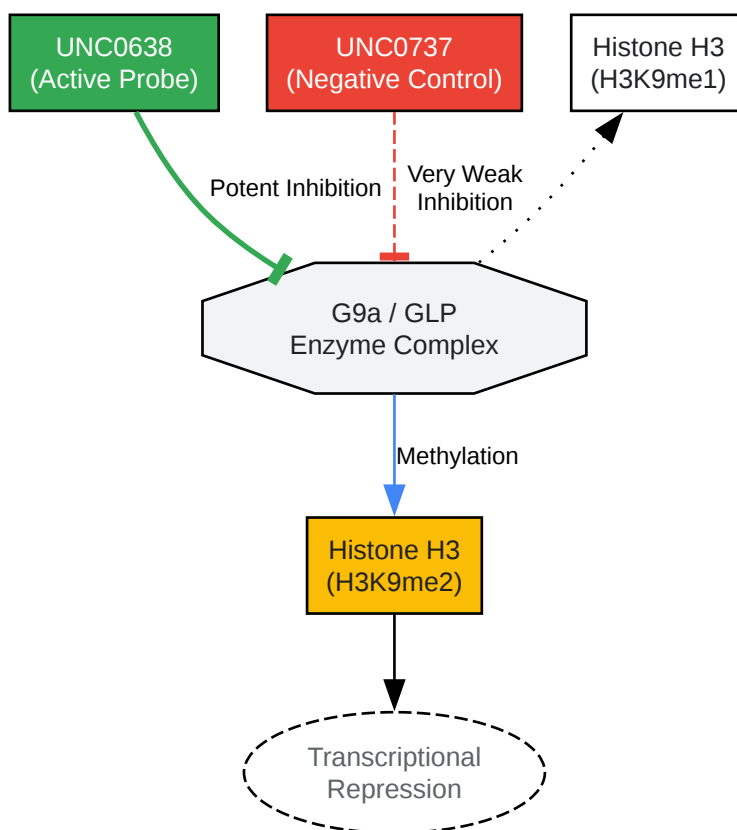 UNC0638
(Active Probe)
UNC0737
(Negative Control)
Histone H3
(H3K9me1)
Potent Inhibition
Very Weak
Inhibition
G9a / GLP
Enzyme Complex
Methylation
Histone H3
(H3K9me2)
Transcriptional
Repression